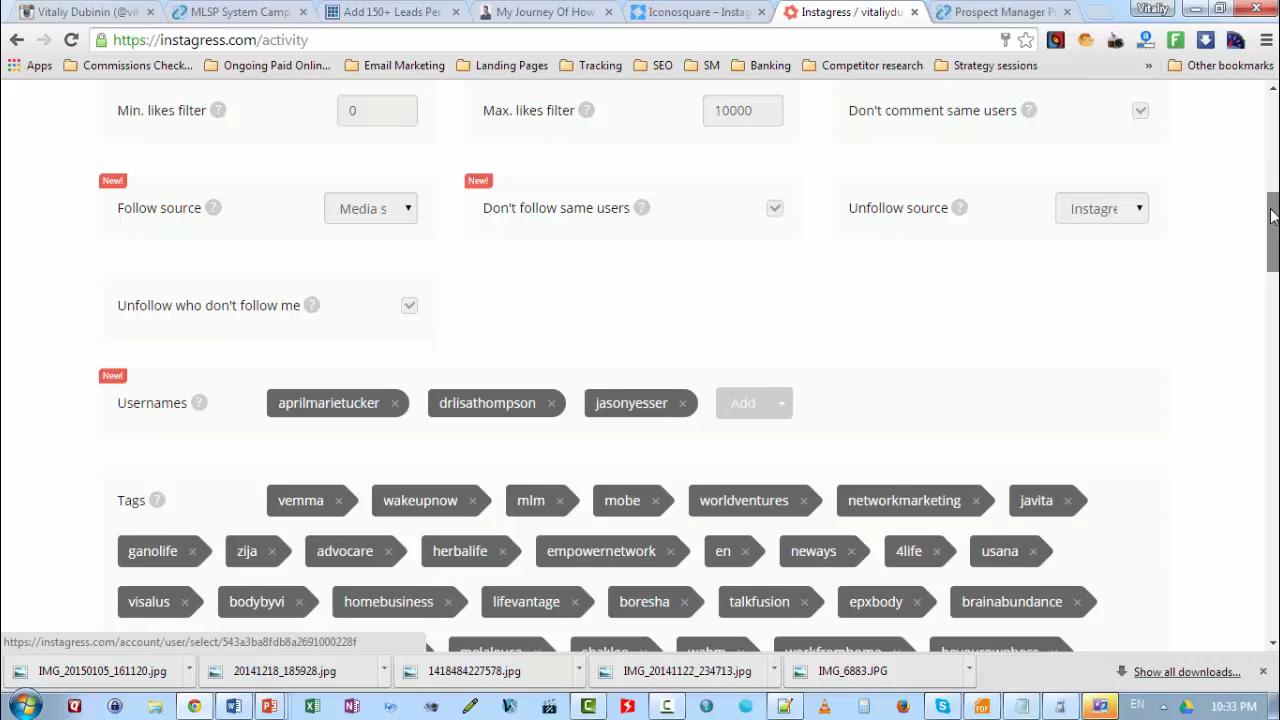 Vitaliy Dubinin (@vit
MLSP System Camp
Add 150+ Leads Per
My Journey Of How
Iconosquare – Instag
Instagress / vitaliydu
Prospect Manager P
Vitaliy
https://instagress.com/activity
Apps
Commissions Check...
Ongoing Paid Onlin...
Email Marketing
Landing Pages
Tracking
SEO
SM
Banking
Competitor research
Strategy sessions
»
Other bookmarks
Min. likes filter ?
0
Max. likes filter ?
10000
Don't comment same users ?
New!
New!
Follow source ?
Media s
Don't follow same users ?
Unfollow source ?
Instagre
Unfollow who don't follow me ?
New!
Usernames ?
aprilmarietucker ×
drlisathompson ×
jasonyesser ×
Add
Tags ?
vemma ×
wakeupnow ×
mlm ×
mobe ×
worldventures ×
networkmarketing ×
javita ×
ganolife ×
zija ×
advocare ×
herbalife ×
empowernetwork ×
en ×
neways ×
4life ×
usana ×
visalus ×
bodybyvi ×
homebusiness ×
lifevantage ×
boresha ×
talkfusion ×
epxbody ×
brainabundance ×
https://instagress.com/account/user/select/543a3ba8fdb8a2691000228f
IMG_20150105_161120.jpg
20141218_185928.jpg
1418484227578.jpg
IMG_20141122_234713.jpg
IMG_6883.JPG
Show all downloads...
EN
10:33 PM